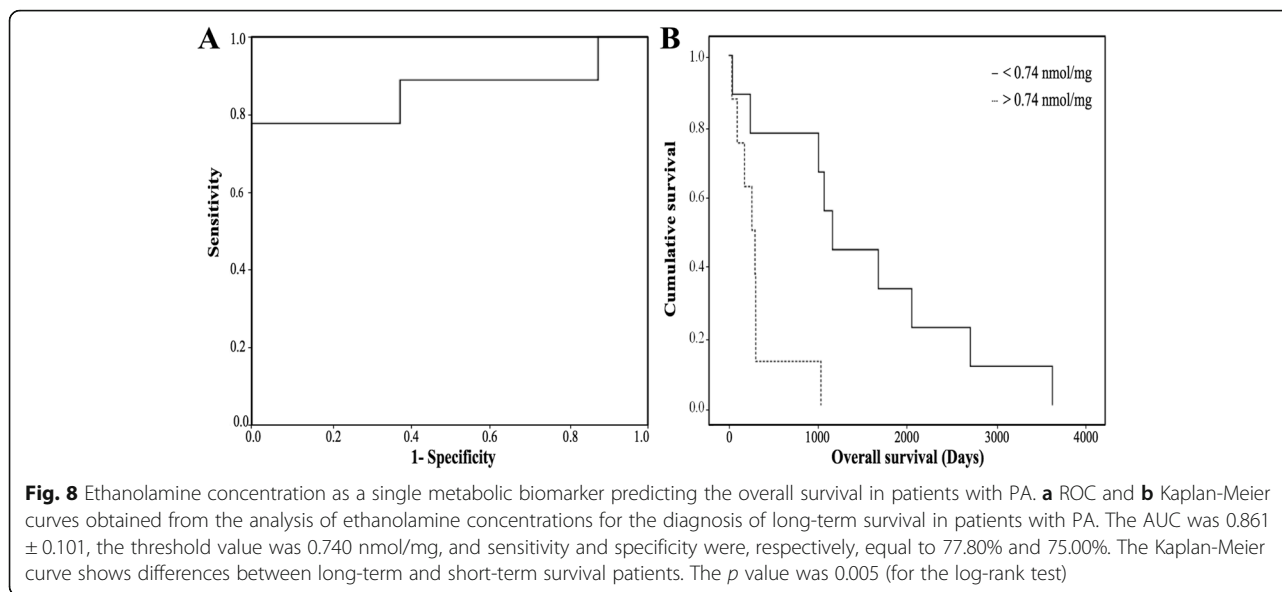 A
1.0
0.8
0.6
0.4
0.2
0.0
Sensitivity
0.0 0.2 0.4 0.6 0.8 1.0
1- Specificity
B
1.0
0.8
0.6
0.4
0.2
0.0
Cumulative survival
< 0.74 nmol/mg
> 0.74 nmol/mg
0 1000 2000 3000 4000
Overall survival (Days)
Fig. 8 Ethanolamine concentration as a single metabolic biomarker predicting the overall survival in patients with PA. a ROC and b Kaplan-Meier
curves obtained from the analysis of ethanolamine concentrations for the diagnosis of long-term survival in patients with PA. The AUC was 0.861
± 0.101, the threshold value was 0.740 nmol/mg, and sensitivity and specificity were, respectively, equal to 77.80% and 75.00%. The Kaplan-Meier
curve shows differences between long-term and short-term survival patients. The p value was 0.005 (for the log-rank test)